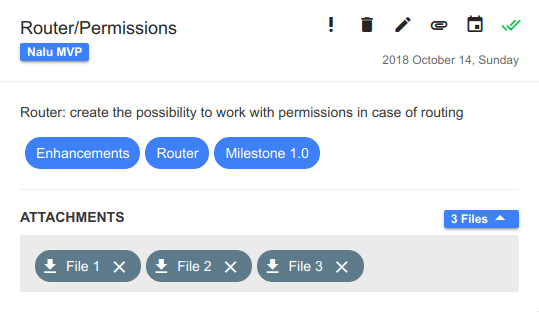 Router/Permissions
Nalu MVP
2018 October 14, Sunday
Router: create the possibility to work with permissions in case of routing
Enhancements Router Milestone 1.0
ATTACHMENTS 3 Files
File 1 File 2 File 3